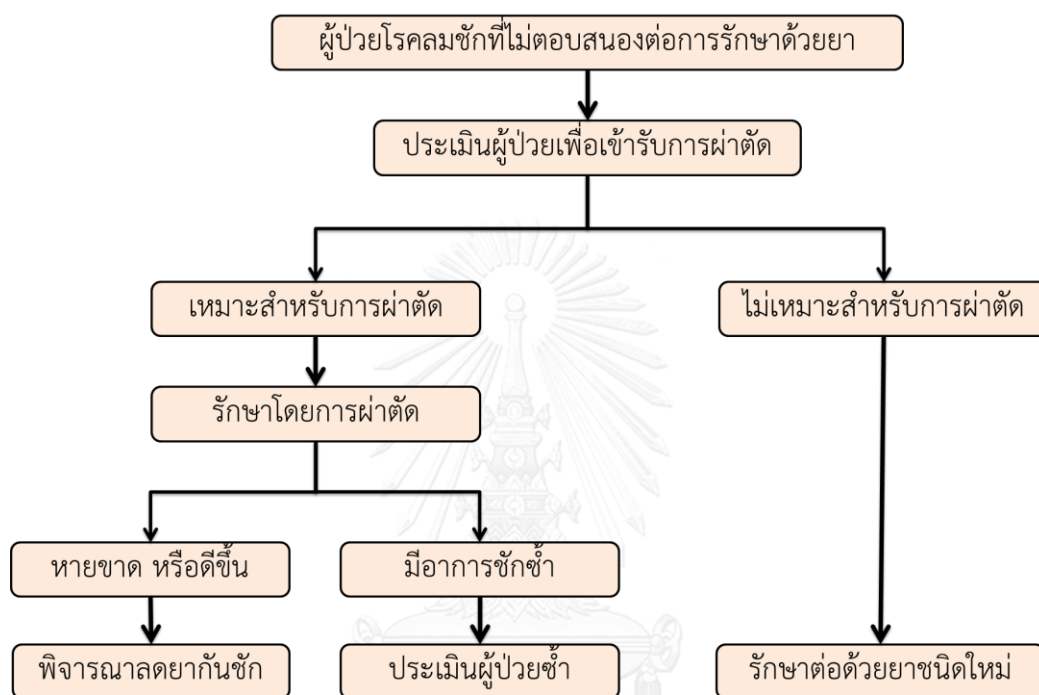 ผู้ป่วยโรคลมชักที่ไม่ตอบสนองต่อการรักษาด้วยยา
ประเมินผู้ป่วยเพื่อเข้ารับการผ่าตัด
เหมาะสำหรับการผ่าตัด
ไม่เหมาะสำหรับการผ่าตัด
รักษาโดยการผ่าตัด
หายขาด หรือดีขึ้น
มีอาการชักซ้ำ
พิจารณาลดยากันชัก
ประเมินผู้ป่วยซ้ำ
รักษาต่อด้วยยาชนิดใหม่